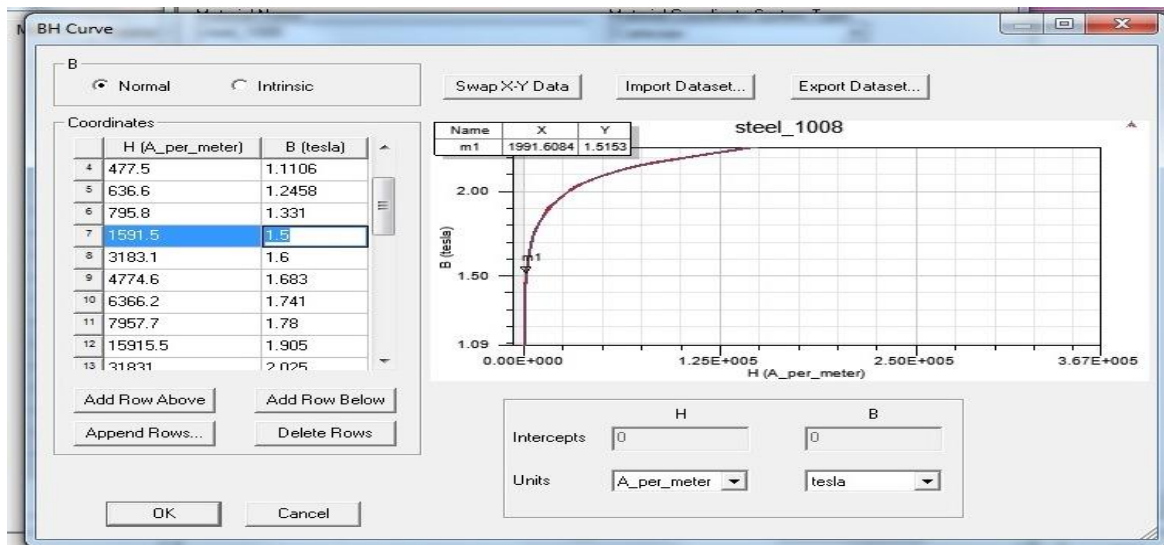 BH Curve
B
Normal
Intrinsic
Swap X-Y Data
Import Dataset...
Export Dataset...
Coordinates
H (A_per_meter) B (tesla)
4 477.5 1.1106
5 636.6 1.2458
6 795.8 1.331
7 1591.5 1.5
8 3183.1 1.6
9 4774.6 1.683
10 6366.2 1.741
11 7957.7 1.78
12 15915.5 1.905
13 31831 2.025
Add Row Above
Add Row Below
Append Rows...
Delete Rows
OK
Cancel
Name X Y
m1 1991.6084 1.5153
steel_1008
2.00
B (tesla)
m1
1.50
1.09
0.00E+000 1.25E+005 2.50E+005 3.67E+005
H (A_per_meter)
H B
Intercepts 0 0
Units A_per_meter tesla